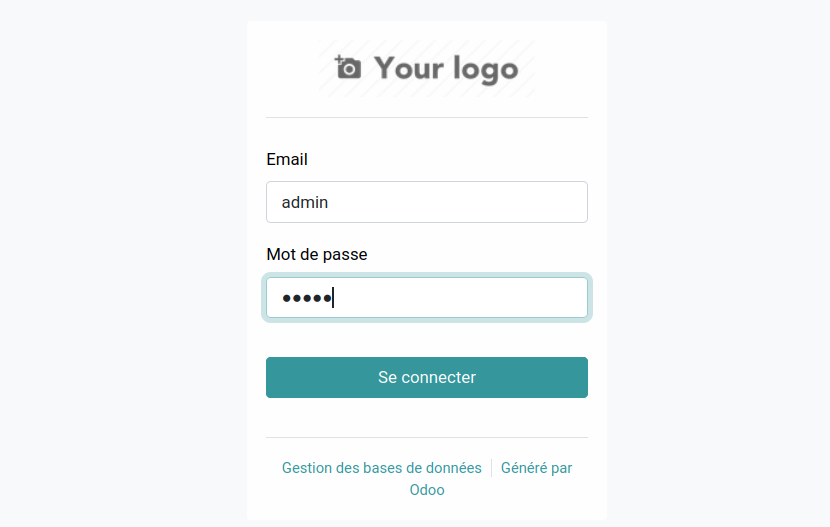 Your logo
Email
admin
Mot de passe
●●●●●
Se connecter
Gestion des bases de données | Généré par
Odoo